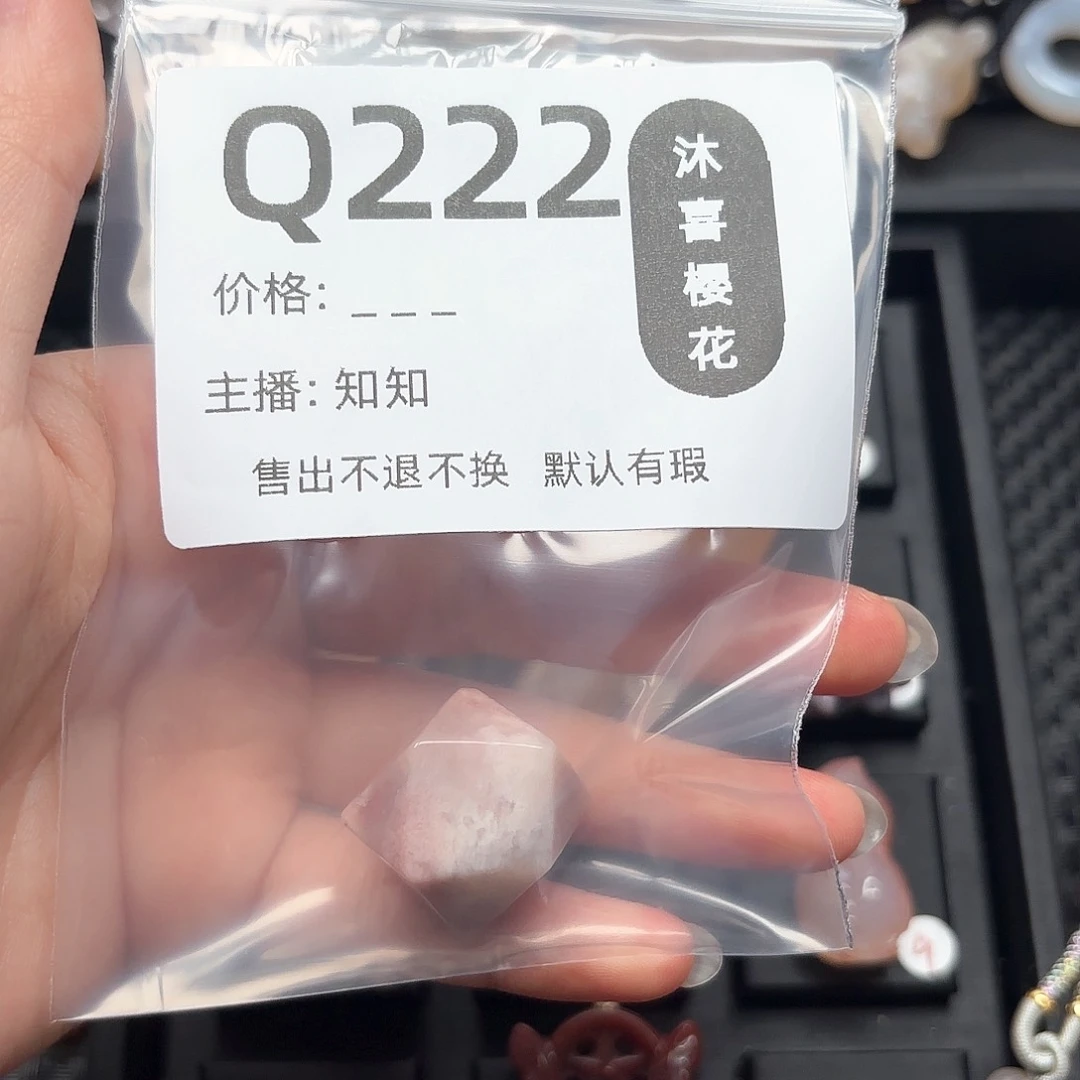 Q222
沐喜樱花
价格: _ _ _
主播: 知知
售出不退不换 默认有瑕
9